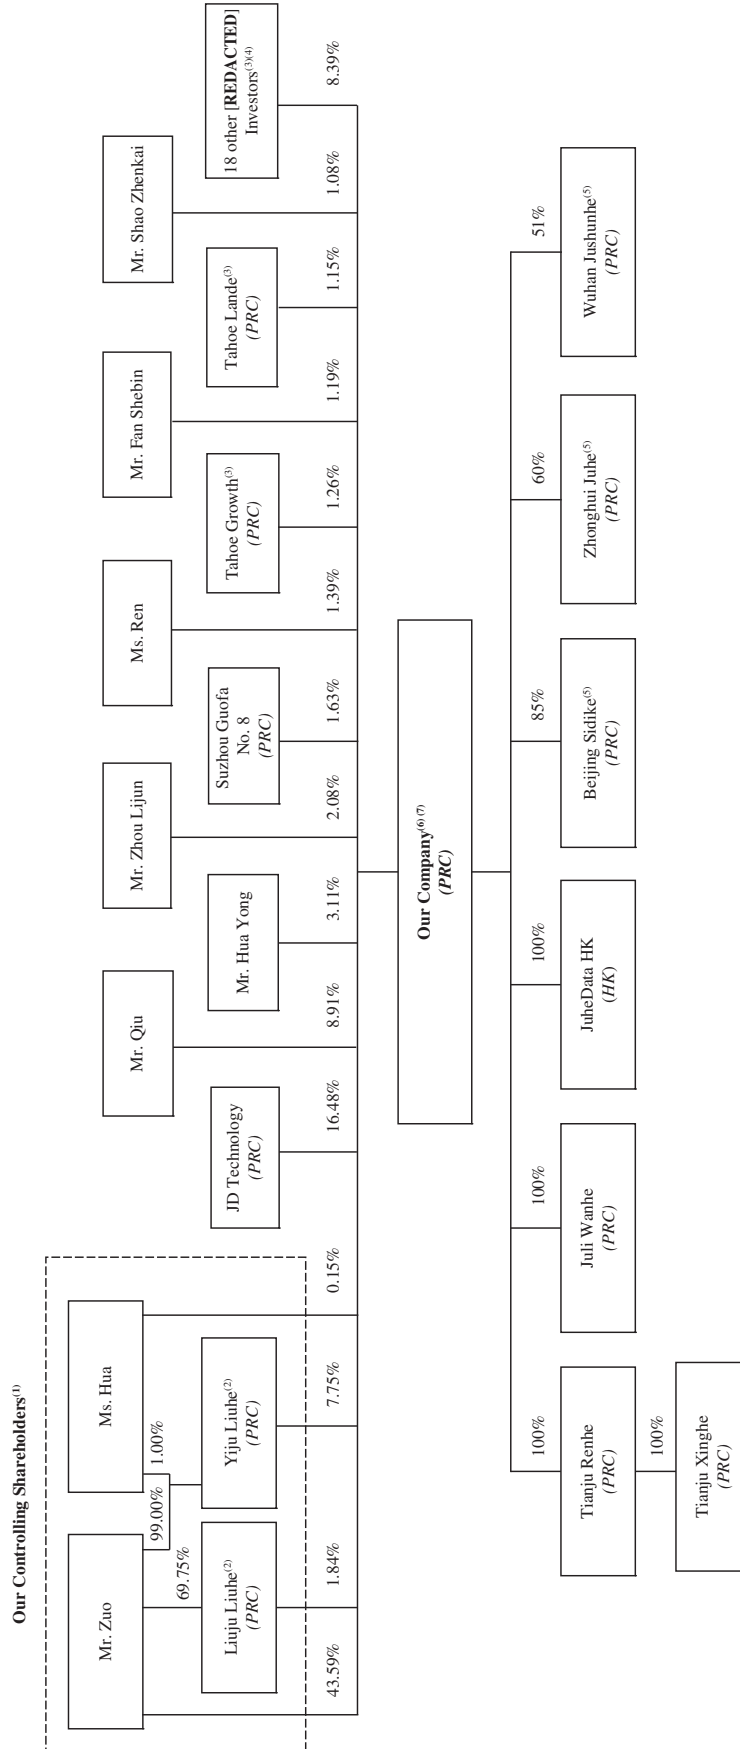 Our Controlling Shareholders(1)
Mr. Zuo
Ms. Hua
Mr. Qiu
Mr. Zhou Lijun
Ms. Ren
Mr. Fan Shebin
Mr. Shao Zhenkai
99.00%
1.00%
69.75%
Liuju Liuhe(2)
(PRC)
Yiju Liuhe(2)
(PRC)
JD Technology
(PRC)
Mr. Hua Yong
Suzhou Guofa
No. 8
(PRC)
Tahoe Growth(3)
(PRC)
Tahoe Lande(3)
(PRC)
18 other [REDACTED]
Investors(3)(4)
43.59%
1.84%
7.75%
0.15%
16.48%
8.91%
3.11%
2.08%
1.63%
1.39%
1.26%
1.19%
1.15%
1.08%
8.39%
Our Company(6)(7)
(PRC)
100%
100%
100%
85%
60%
51%
Tianju Renhe
(PRC)
Juli Wanhe
(PRC)
JuheData HK
(HK)
Beijing Sidike(5)
(PRC)
Zhonghui Juhe(5)
(PRC)
Wuhan Jushunhe(5)
(PRC)
100%
Tianju Xinghe
(PRC)